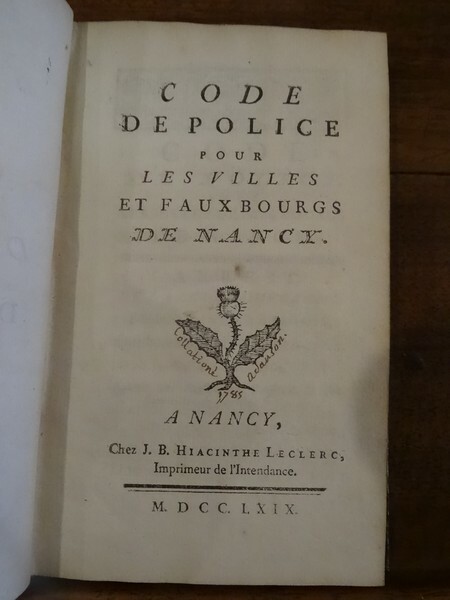 CODE
DE POLICE
POUR
LES VILLES
ET FAUXBOURGS
DE NANCY.
Collationé
1785
A NANCY,
Chez J. B. HIACINTHE LECLERC,
Imprimeur de l'Intendance.
M. DCC. LXIX.